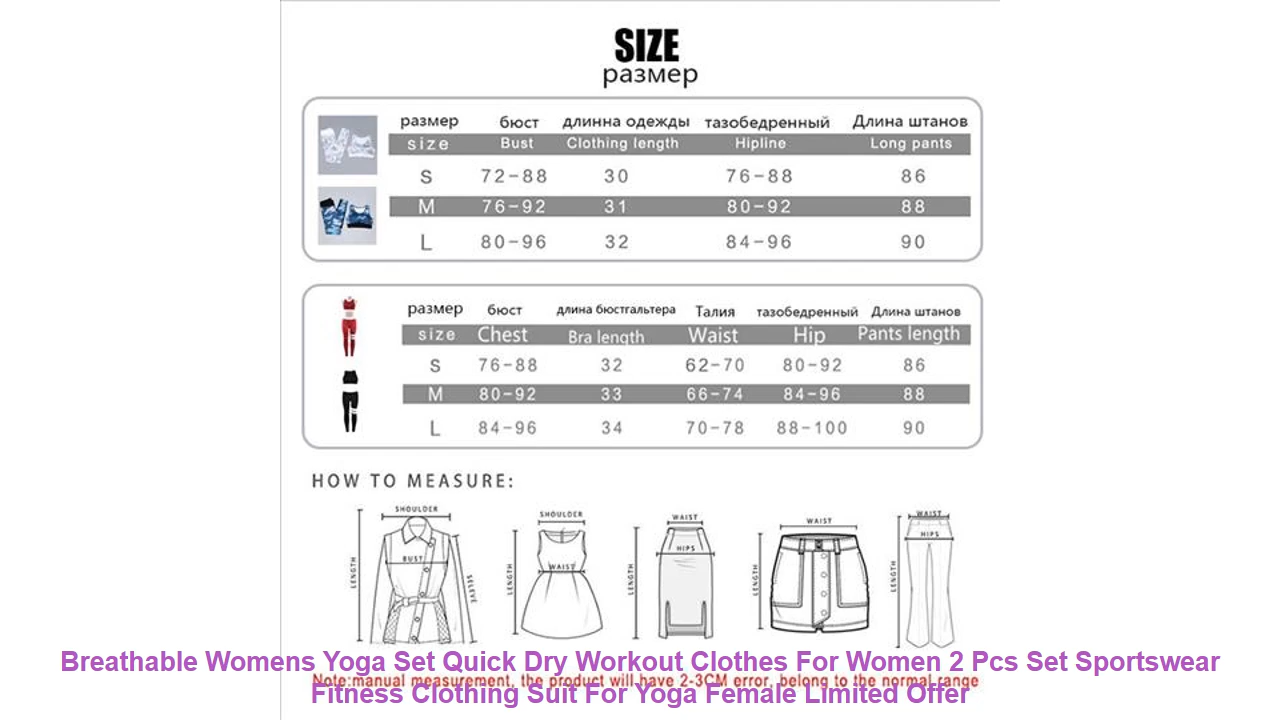 SIZE
размер
размер бюст длинна одежды тазобедренный Длина штанов
size Bust Clothing length Hipline Long pants
S 72-88 30 76-88 86
M 76-92 31 80-92 88
L 80-96 32 84-96 90
размер бюст длина бюстгальтера Талия тазобедренный Длина штанов
size Chest Bra length Waist Hip Pants length
S 76-88 32 62-70 80-92 86
M 80-92 33 66-74 84-96 88
L 84-96 34 70-78 88-100 90
HOW TO MEASURE:
SHOULDER
BUST
LENGTH
SELEVE
SHOULDER
WAIST
LENGTH
WAIST
HIPS
LENGTH
WAIST
LENGTH
WAIST
HIPS
LENGTH
Breathable Womens Yoga Set Quick Dry Workout Clothes For Women 2 Pcs Set Sportswear
Note:manual measurement, the product will have 2-3CM error, belong to the normal range
Fitness Clothing Suit For Yoga Female Limited Offer